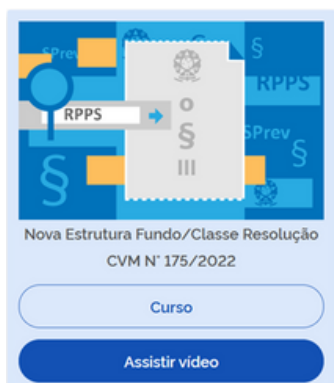 SPrev
§
RPPS
RPPS
o
§
III
SPrev
§
§
Nova Estrutura Fundo/Classe Resolução
CVM N° 175/2022
Curso
Assistir vídeo